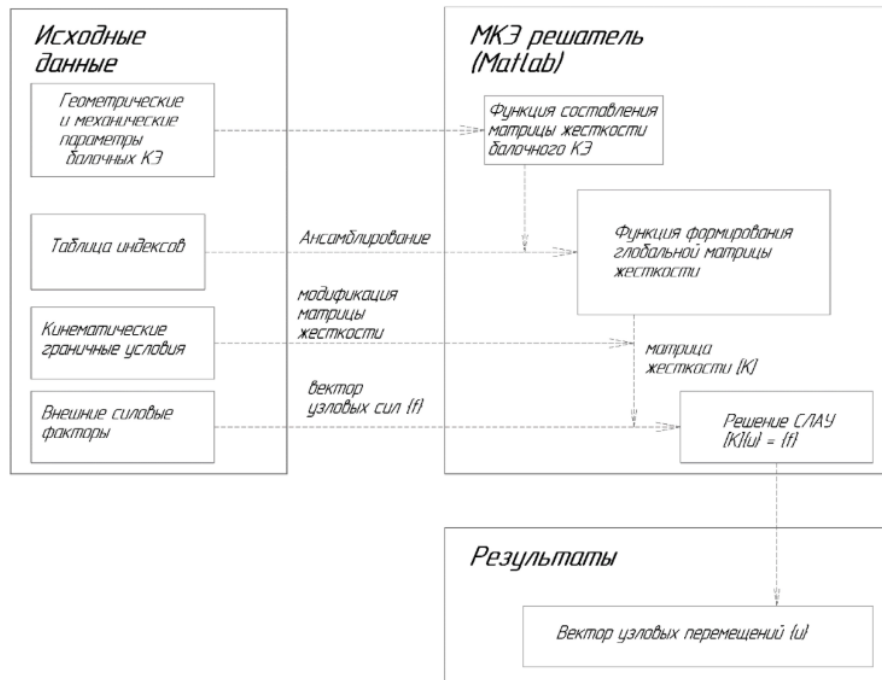 Исходные
данные
Геометрические
и механические
параметры
балочных КЭ
Таблица индексов
Кинематические
граничные условия
Внешние силовые
факторы
Ансамблирование
модификация
матрицы
жесткости
вектор
узловых сил {f}
МКЭ решатель
(Matlab)
Функция составления
матрицы жесткости
балочного КЭ
Функция формирования
глобальной матрицы
жесткости
матрица
жесткости [K]
Решение СЛАУ
[K]{u} = {f}
Результаты
Вектор узловых перемещений {u}